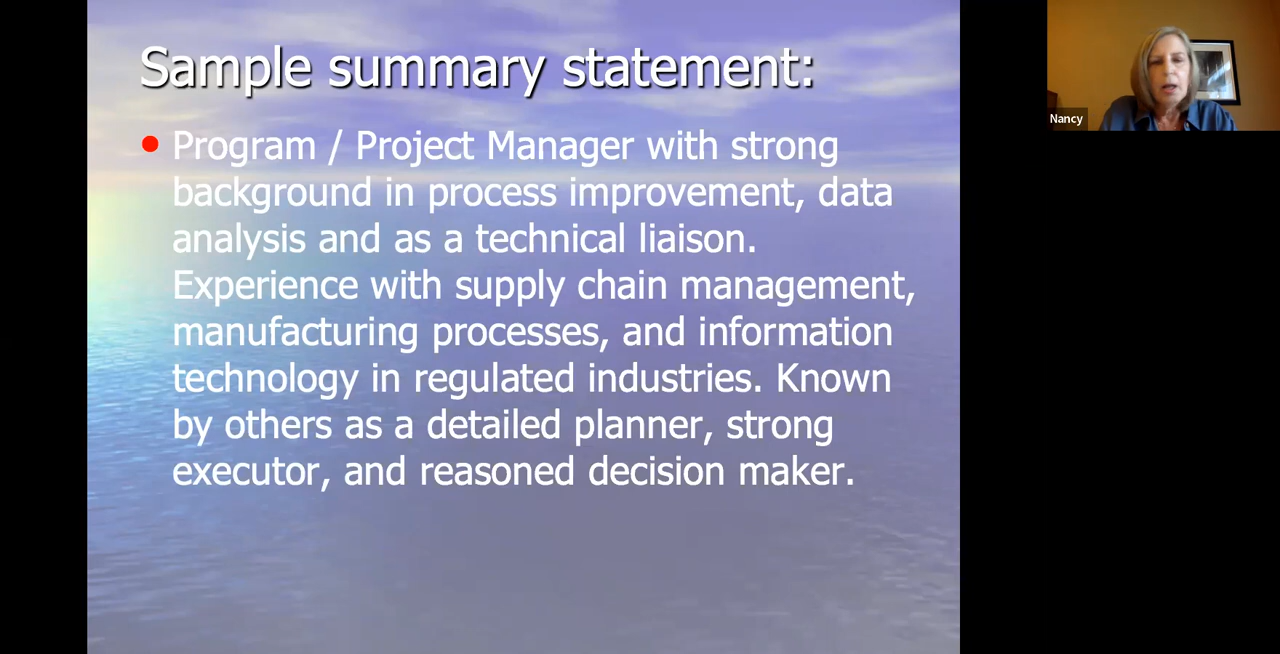 Sample summary statement:
Program / Project Manager with strong
background in process improvement, data
analysis and as a technical liaison.
Experience with supply chain management,
manufacturing processes, and information
technology in regulated industries. Known
by others as a detailed planner, strong
executor, and reasoned decision maker.
Nancy